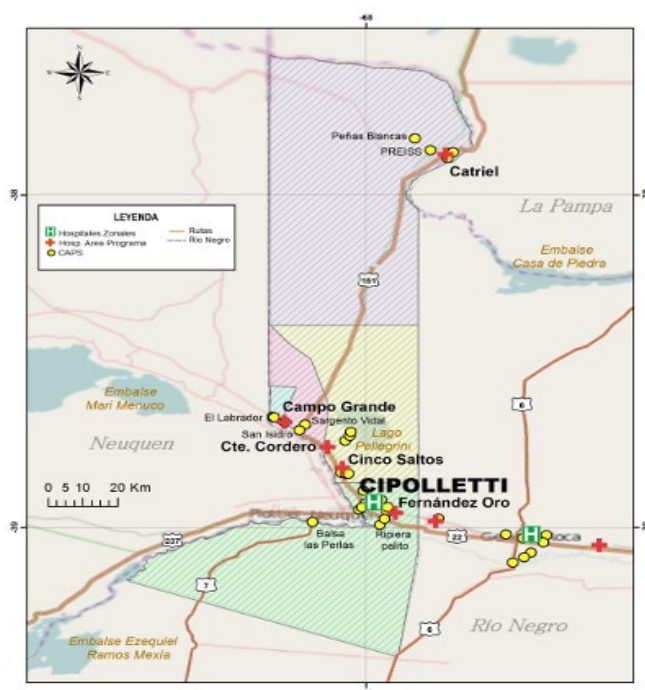 -68
N
W
E
S
Peñas Blancas
PREISS
Catriel
-38
La Pampa
LEYENDA
H Hospitales Zonales
Hosp. Area Programa
CAPS
Rutas
Río Negro
Embalse
Casa de Piedra
151
6
Embalse
Mari Menuco
El Labrador
Campo Grande
Sargento Vidal
San Isidro
Lago
Pellegrini
Neuquen
Cte. Cordero
Cinco Saltos
0 5 10 20 Km
CIPOLLETTI
H
Fernández Oro
H
22
237
Balsa
las Perlas
Ripiera
palito
7
6
Río Negro
Embalse Ezequiel
Ramos Mexía